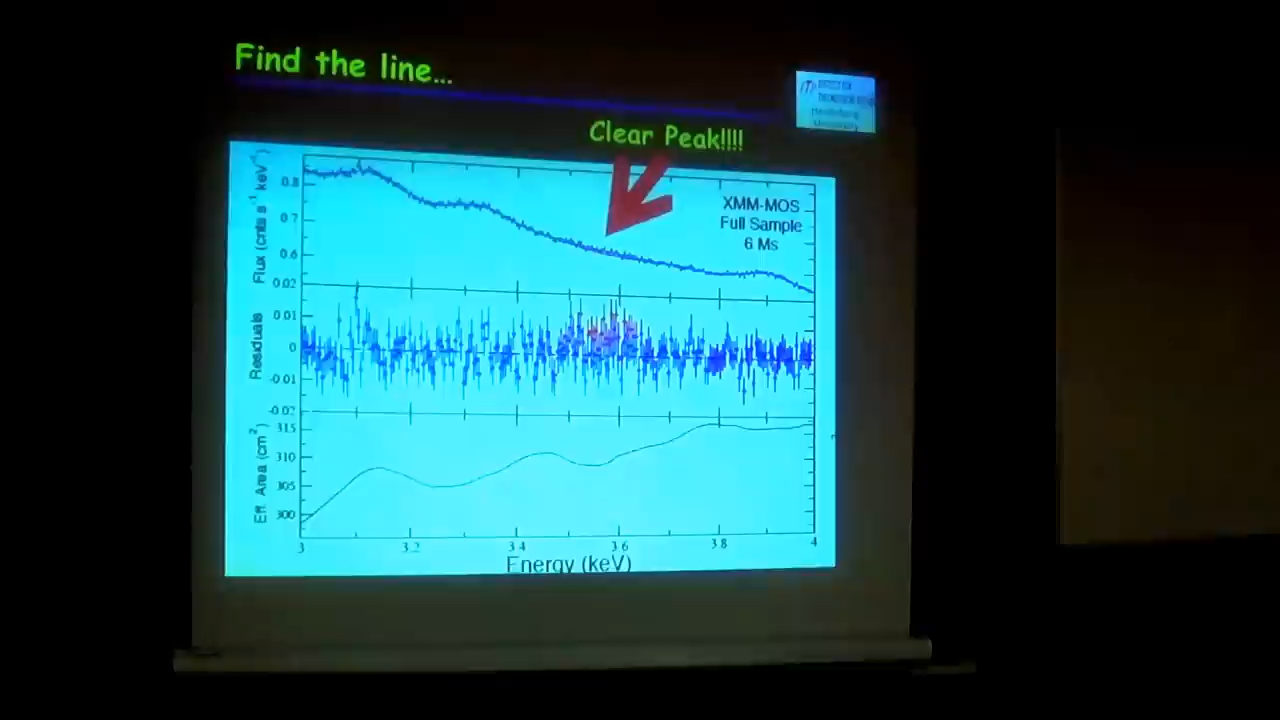 Find the line...
Clear Peak!!!!
XMM-MOS
Full Sample
6 Ms
Flux (cnts s⁻¹ keV⁻¹)
0.8
0.7
0.6
0.02
Residuals
0.01
0
-0.01
-0.02
Eff. Area (cm²)
315
310
305
300
3 3.2 3.4 3.6 3.8 4
Energy (keV)